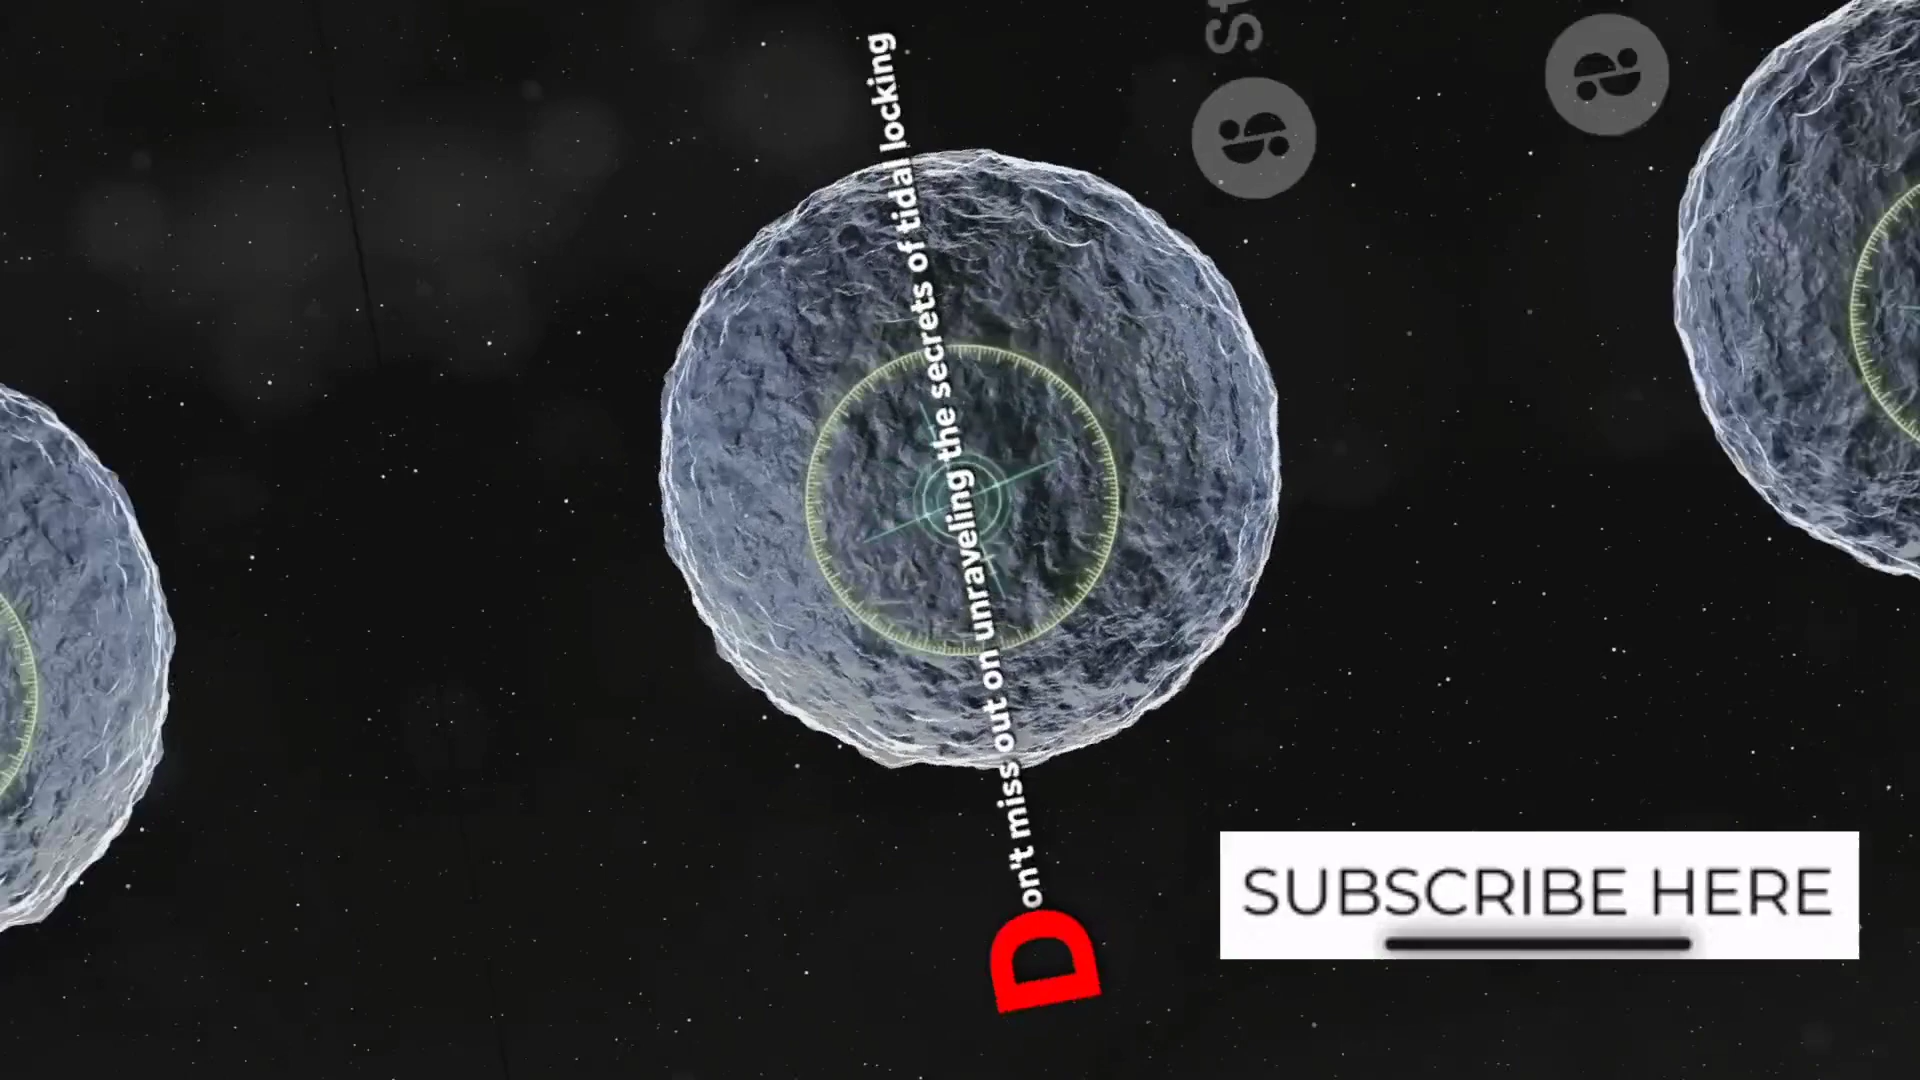 Don't miss out on unraveling the secrets of tidal locking
SUBSCRIBE HERE